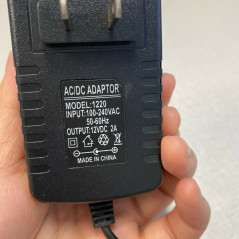 AC/DC ADAPTOR
MODEL:1220
INPUT:100-240VAC
50-60Hz
OUTPUT:12VDC 2A
MADE IN CHINA